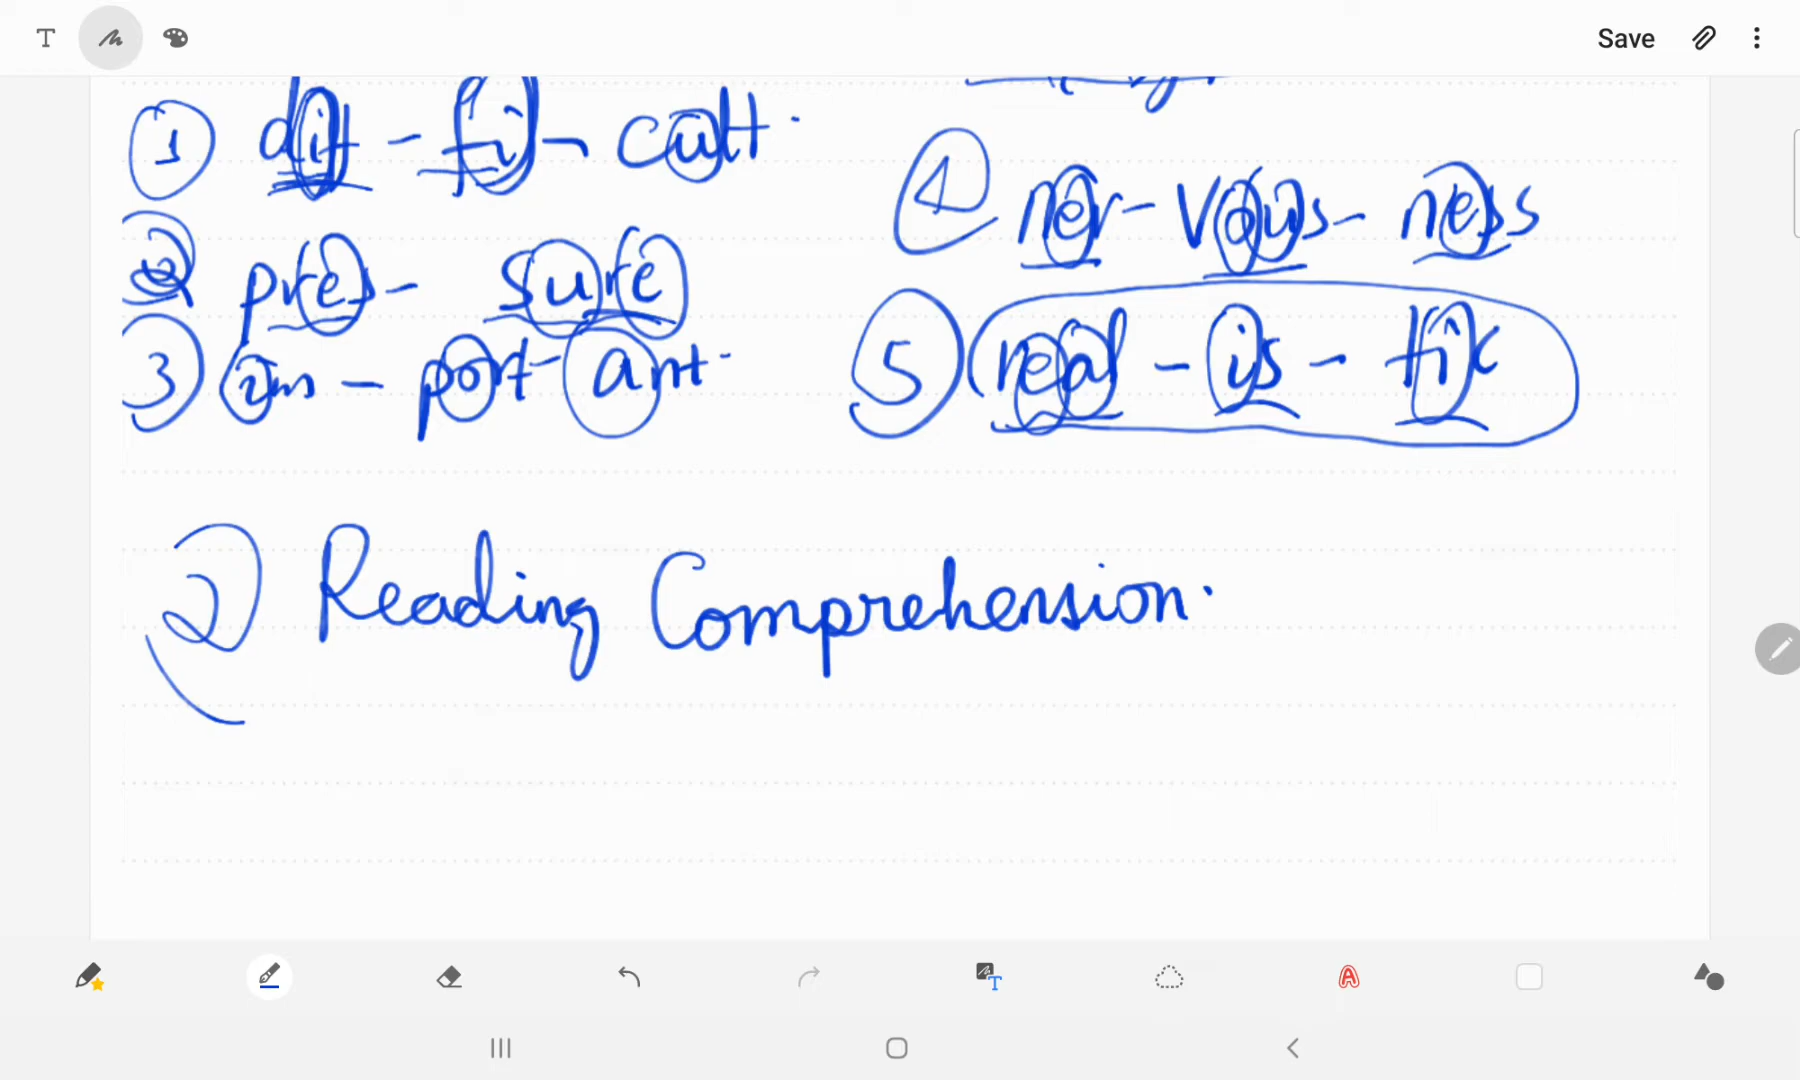 Save
① dif - fi - cult.
② pres - sure
③ im - port - ant.
④ ner - vous - ness
⑤ real - is - tic
2) Reading Comprehension.